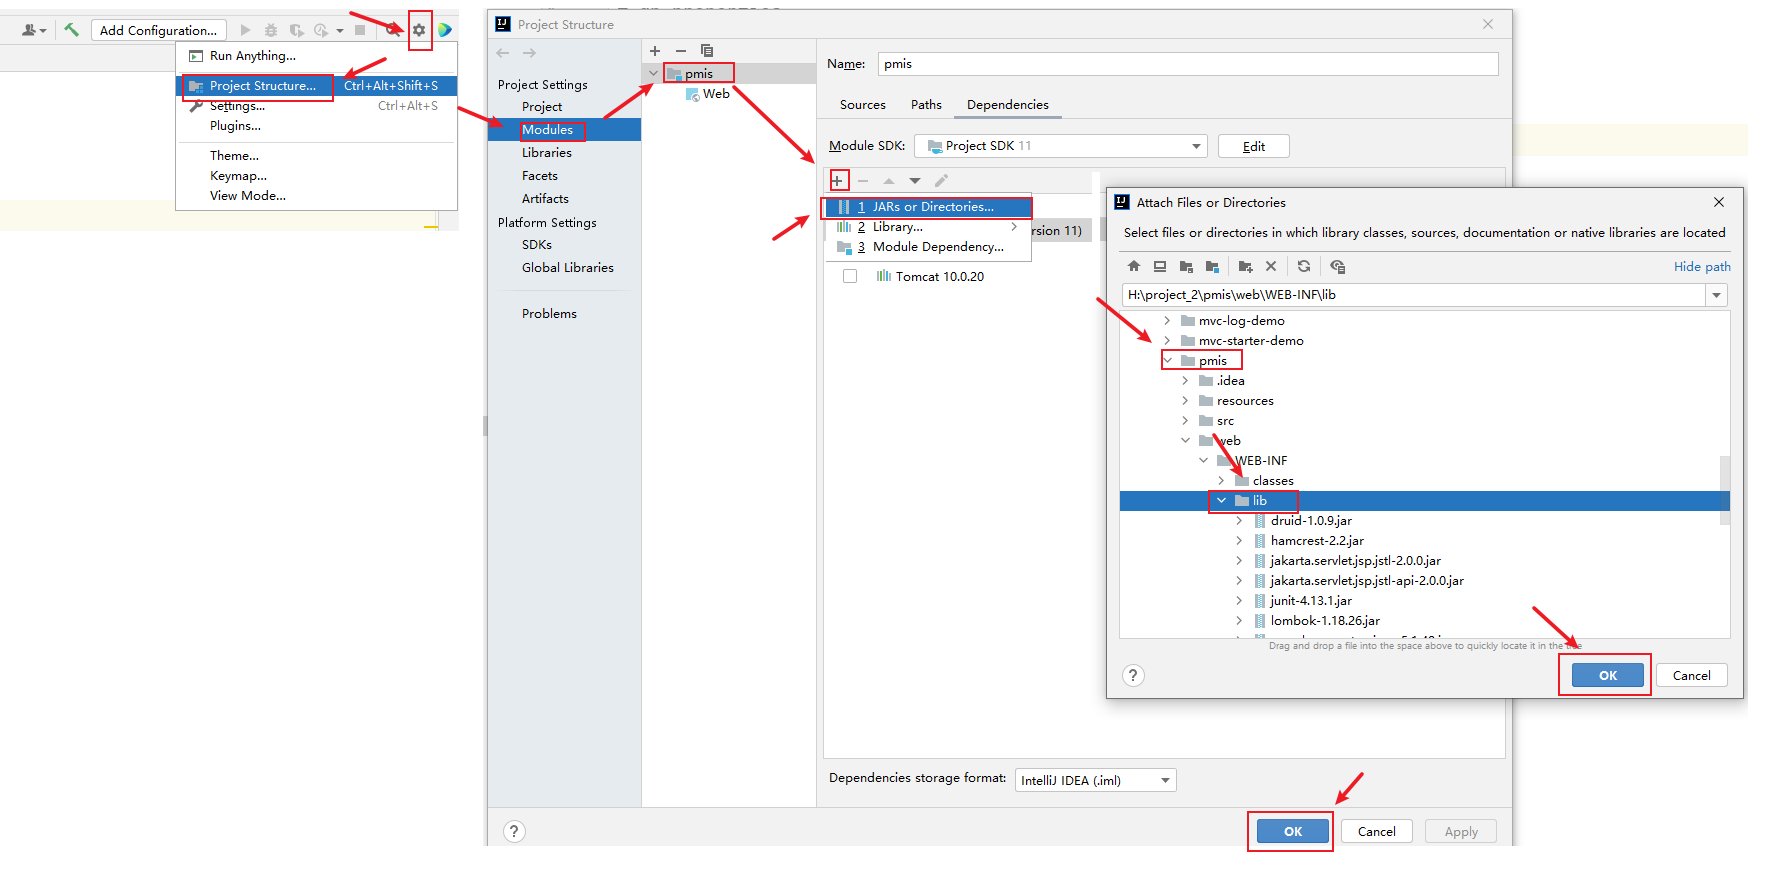 Add Configuration...
Run Anything...
Project Structure... Ctrl+Alt+Shift+S
Settings... Ctrl+Alt+S
Plugins...
Theme...
Keymap...
View Mode...
Project Structure
Project Settings
Project
Modules
Libraries
Facets
Artifacts
Platform Settings
SDKs
Global Libraries
Problems
pmis
Web
Name: pmis
Sources Paths Dependencies
Module SDK: Project SDK 11 Edit
1 JARs or Directories...
2 Library...
rsion 11)
3 Module Dependency...
Tomcat 10.0.20
Dependencies storage format: IntelliJ IDEA (.iml)
? OK Cancel Apply
Attach Files or Directories
Select files or directories in which library classes, sources, documentation or native libraries are located
Hide path
H:\project_2\pmis\web\WEB-INF\lib
mvc-log-demo
mvc-starter-demo
pmis
.idea
resources
src
web
WEB-INF
classes
lib
druid-1.0.9.jar
hamcrest-2.2.jar
jakarta.servlet.jsp.jstl-2.0.0.jar
jakarta.servlet.jsp.jstl-api-2.0.0.jar
junit-4.13.1.jar
lombok-1.18.26.jar
Drag and drop a file into the space above to quickly locate it in the tree
? OK Cancel